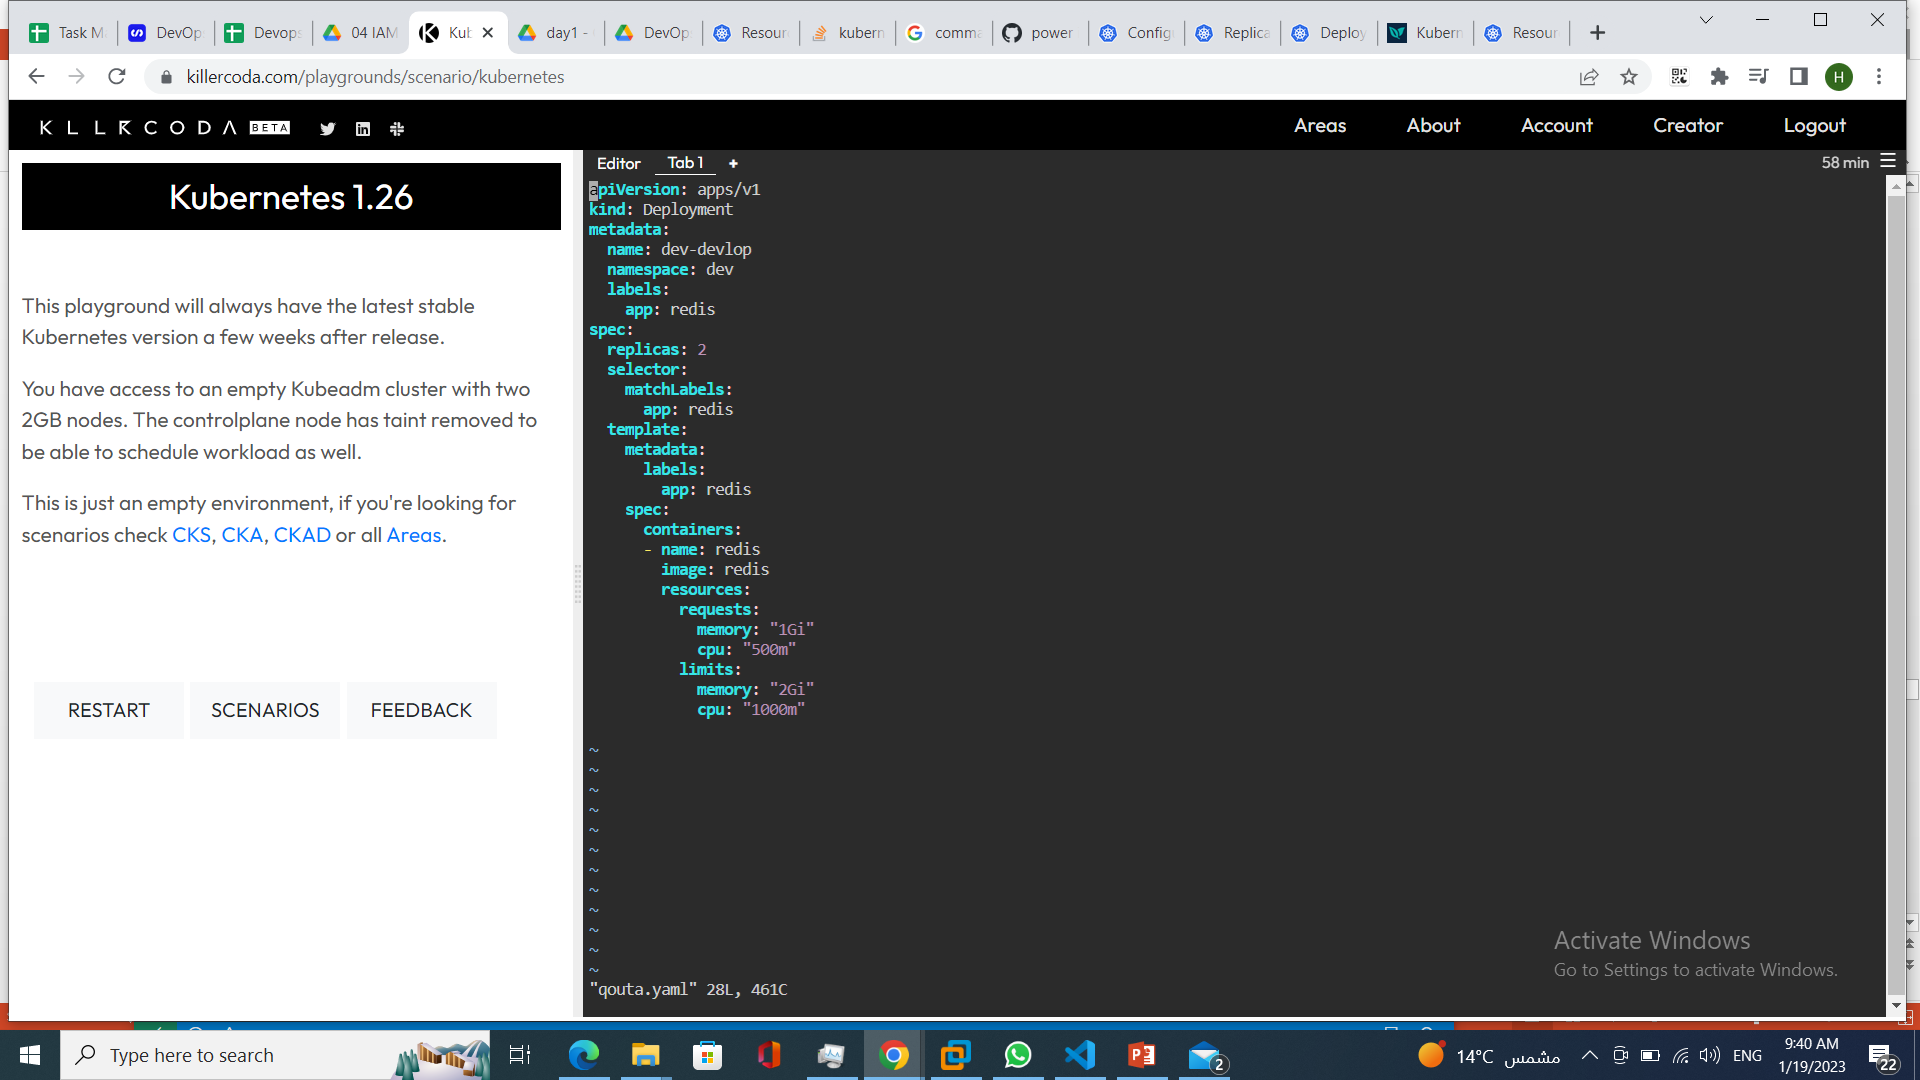 Task M
DevOp
Devops
04 IAM
Kub
day1 -
DevOp
Resour
kubern
comma
power
Config
Replica
Deploy
Kubern
Resour
killercoda.com/playgrounds/scenario/kubernetes
H
KLLRCODA BETA
Areas
About
Account
Creator
Logout
Kubernetes 1.26
This playground will always have the latest stable
Kubernetes version a few weeks after release.
You have access to an empty Kubeadm cluster with two
2GB nodes. The controlplane node has taint removed to
be able to schedule workload as well.
This is just an empty environment, if you're looking for
scenarios check CKS, CKA, CKAD or all Areas.
RESTART
SCENARIOS
FEEDBACK
Editor
Tab 1
+
58 min
apiVersion: apps/v1
kind: Deployment
metadata:
  name: dev-devlop
  namespace: dev
  labels:
    app: redis
spec:
  replicas: 2
  selector:
    matchLabels:
      app: redis
  template:
    metadata:
      labels:
        app: redis
    spec:
      containers:
      - name: redis
        image: redis
        resources:
          requests:
            memory: "1Gi"
            cpu: "500m"
          limits:
            memory: "2Gi"
            cpu: "1000m"
~
~
~
~
~
~
~
~
~
~
~
~
"qouta.yaml" 28L, 461C
Activate Windows
Go to Settings to activate Windows.
Type here to search
2
14°C مشمس
ENG
9:40 AM
1/19/2023
22